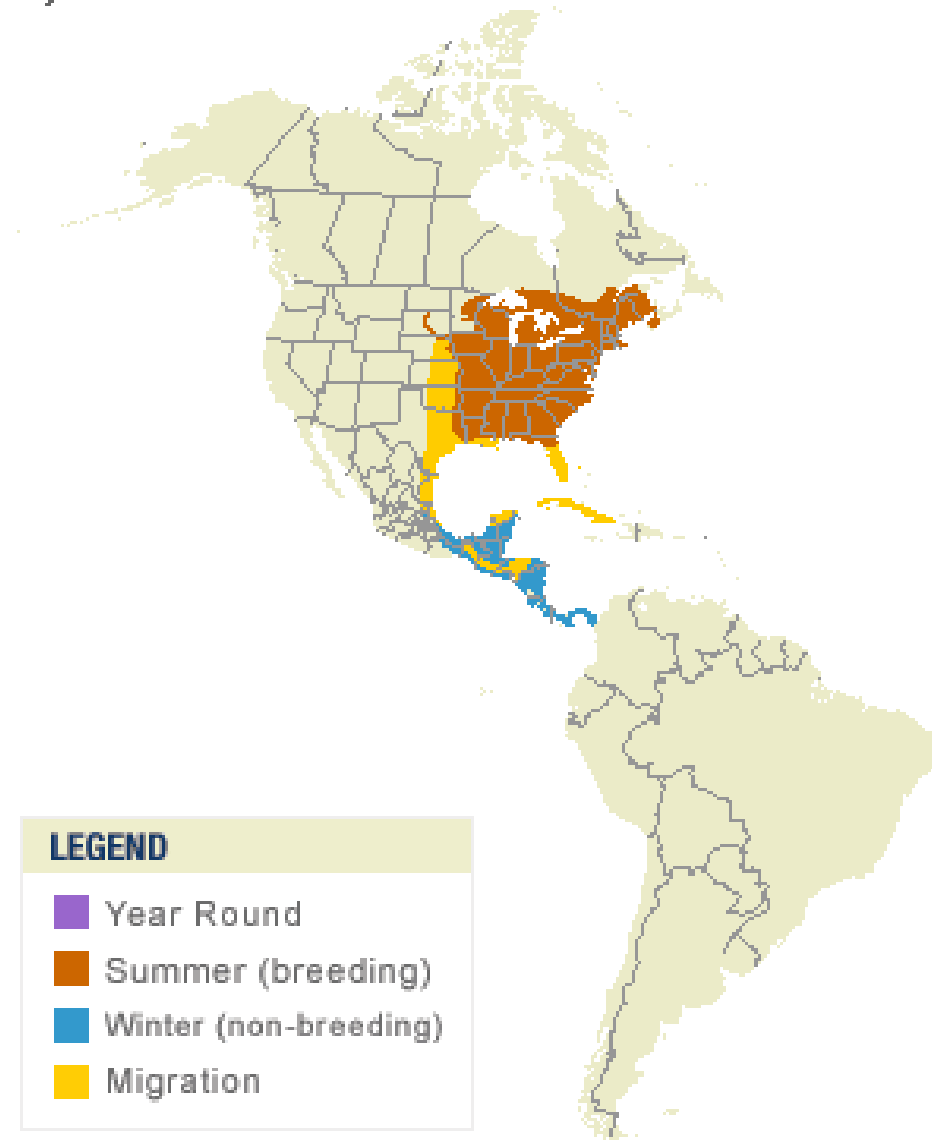 LEGEND
Year Round
Summer (breeding)
Winter (non-breeding)
Migration